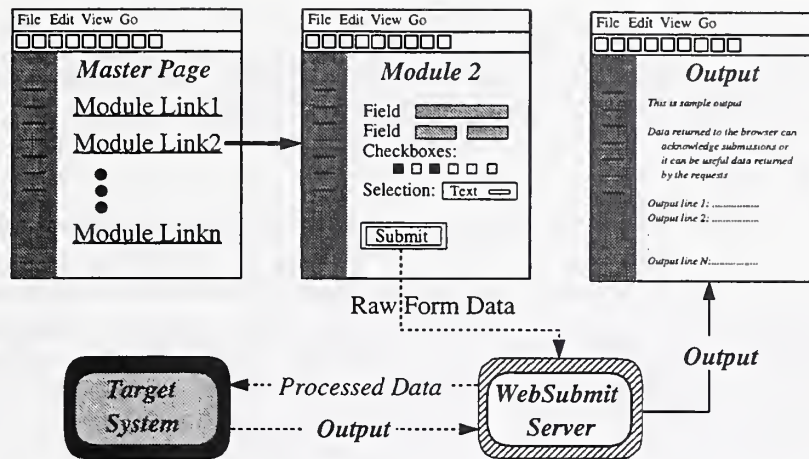 File Edit View Go
Master Page
Module Link1
Module Link2
Module Linkn
File Edit View Go
Module 2
Field
Field
Checkboxes:
Selection: Text
Submit
File Edit View Go
Output
This is sample output
Data returned to the browser can
acknowledge submissions or
it can be useful data returned
by the requests
Output line 1: ...............
Output line 2: ...............
.
.
Output line N:...............
Raw Form Data
Target
System
Processed Data
Output
WebSubmit
Server
Output